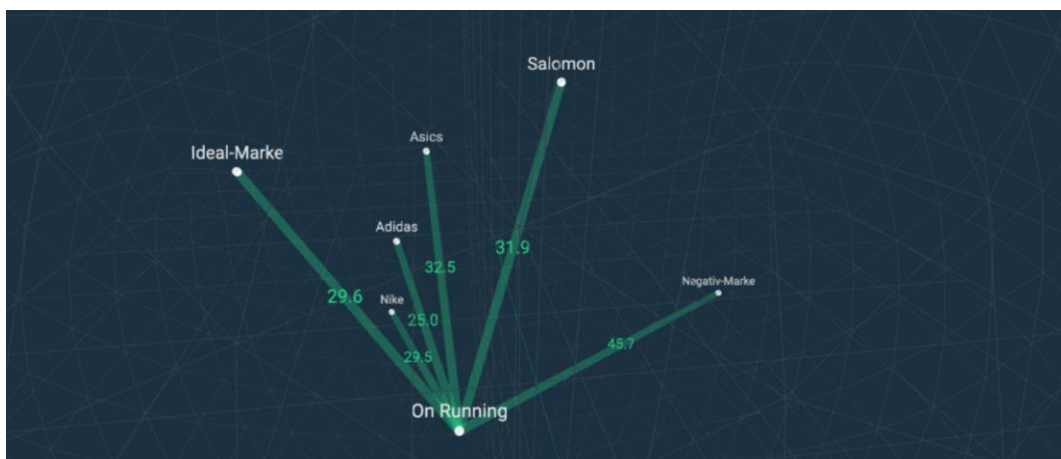 Salomon
Asics
Ideal-Marke
Adidas
31.9
32.5
Negativ-Marke
29.6
Nike
25.0
45.7
29.5
On Running